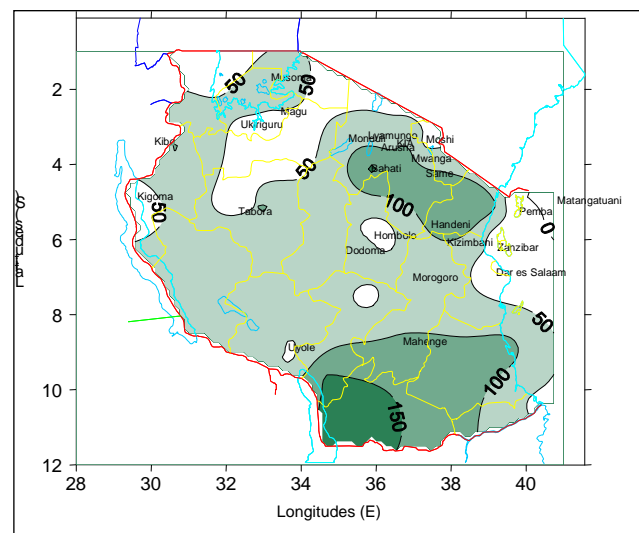 50
50
2
Musoma
Magu
Ukiriguru
Lyamungo
Monduli
KIA
Moshi
Kibo
Arusha
4
Mwanga
Bahati
Same
50
Kigoma
50
100
Matangatuani
Tabora
Pemba
Handeni
0
6
Hombolo
Kizimbani
Zanzibar
Dodoma
Morogoro
Dar es Salaam
8
50
Uyole
Mahenge
10
100
150
12
28
30
32
34
36
38
40
Longitudes (E)